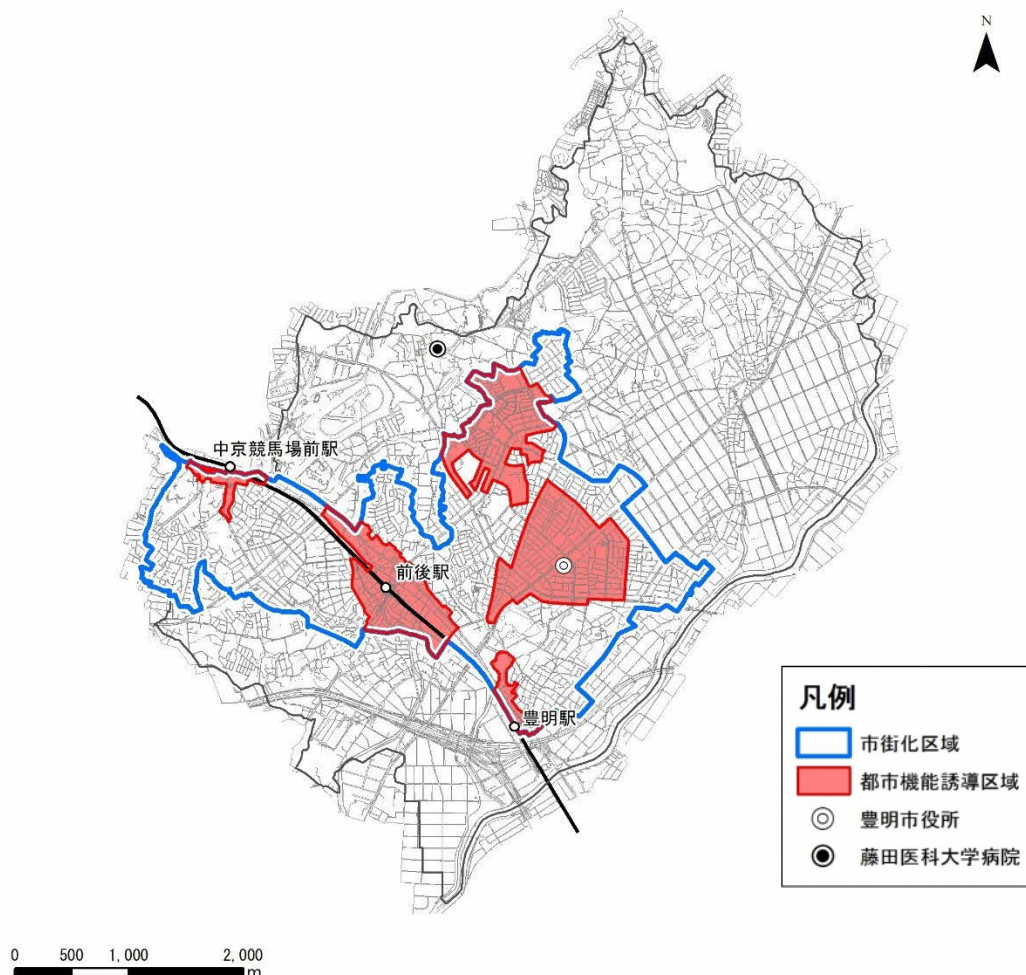 N
中京競馬場前駅
前後駅
豊明駅
凡例
市街化区域
都市機能誘導区域
豊明市役所
藤田医科大学病院
0 500 1,000 2,000
m